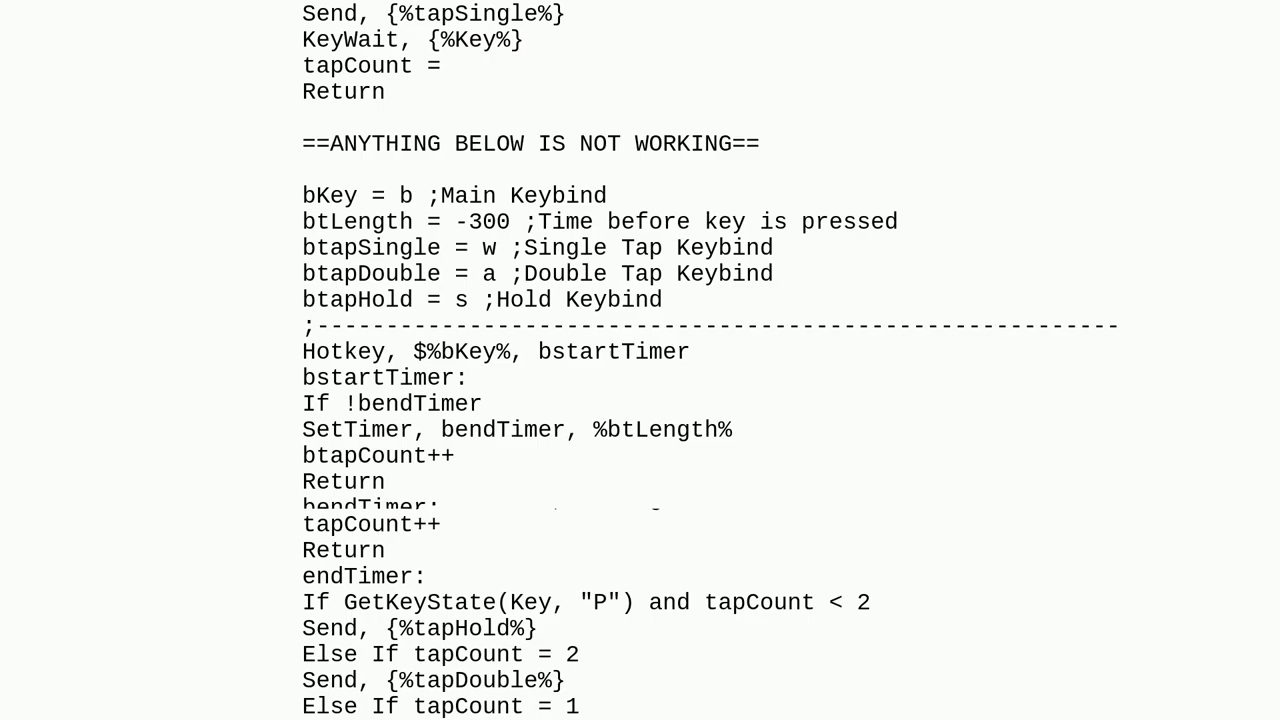 Send, {%tapSingle%}
KeyWait, {%Key%}
tapCount =
Return
==ANYTHING BELOW IS NOT WORKING==
bKey = b ;Main Keybind
btLength = -300 ;Time before key is pressed
btapSingle = w ;Single Tap Keybind
btapDouble = a ;Double Tap Keybind
btapHold = s ;Hold Keybind
;----------------------------------------------------------
Hotkey, $%bKey%, bstartTimer
bstartTimer:
If !bendTimer
SetTimer, bendTimer, %btLength%
btapCount++
Return
bendTimer:
tapCount++
Return
endTimer:
If GetKeyState(Key, "P") and tapCount < 2
Send, {%tapHold%}
Else If tapCount = 2
Send, {%tapDouble%}
Else If tapCount = 1